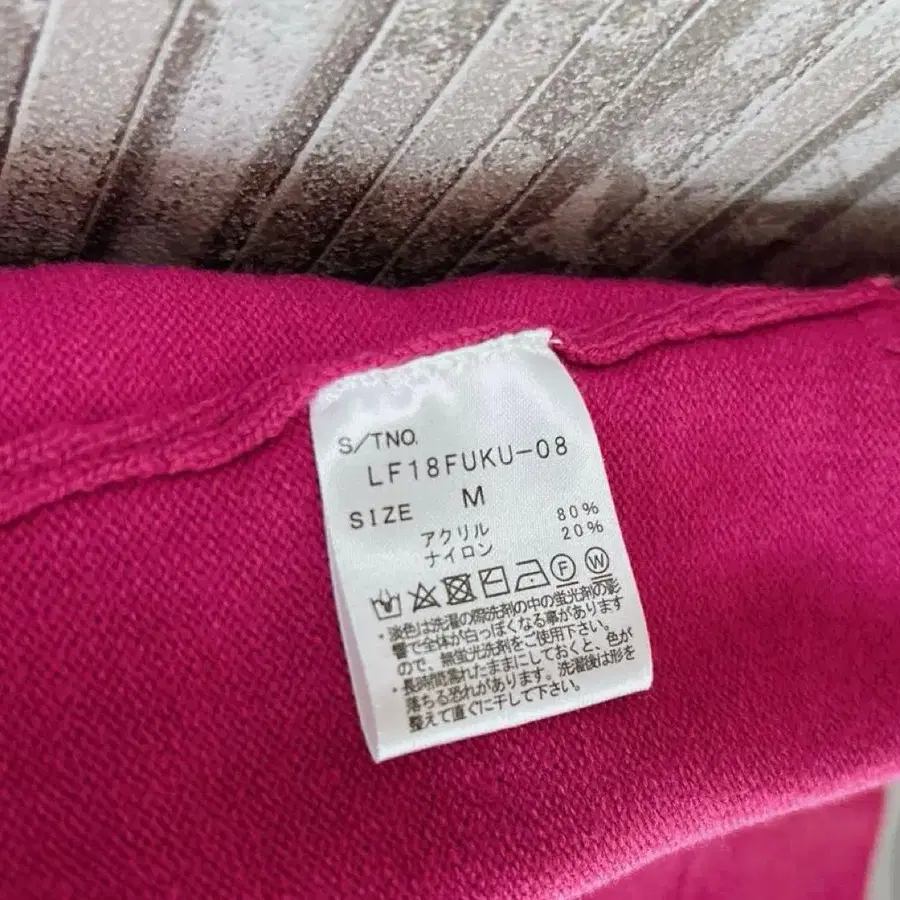 S/TNO.
LF18FUKU-08
SIZE M
アクリル 80%
ナイロン 20%
F W
・淡色は洗濯の際洗剤の中の蛍光剤の影
響で全体が白っぽくなる事があります
ので、無蛍光洗剤をご使用下さい。
・長時間濡れたままにしておくと、色が
落ちる恐れがあります。洗濯後は形を
整えて直ぐに干して下さい。